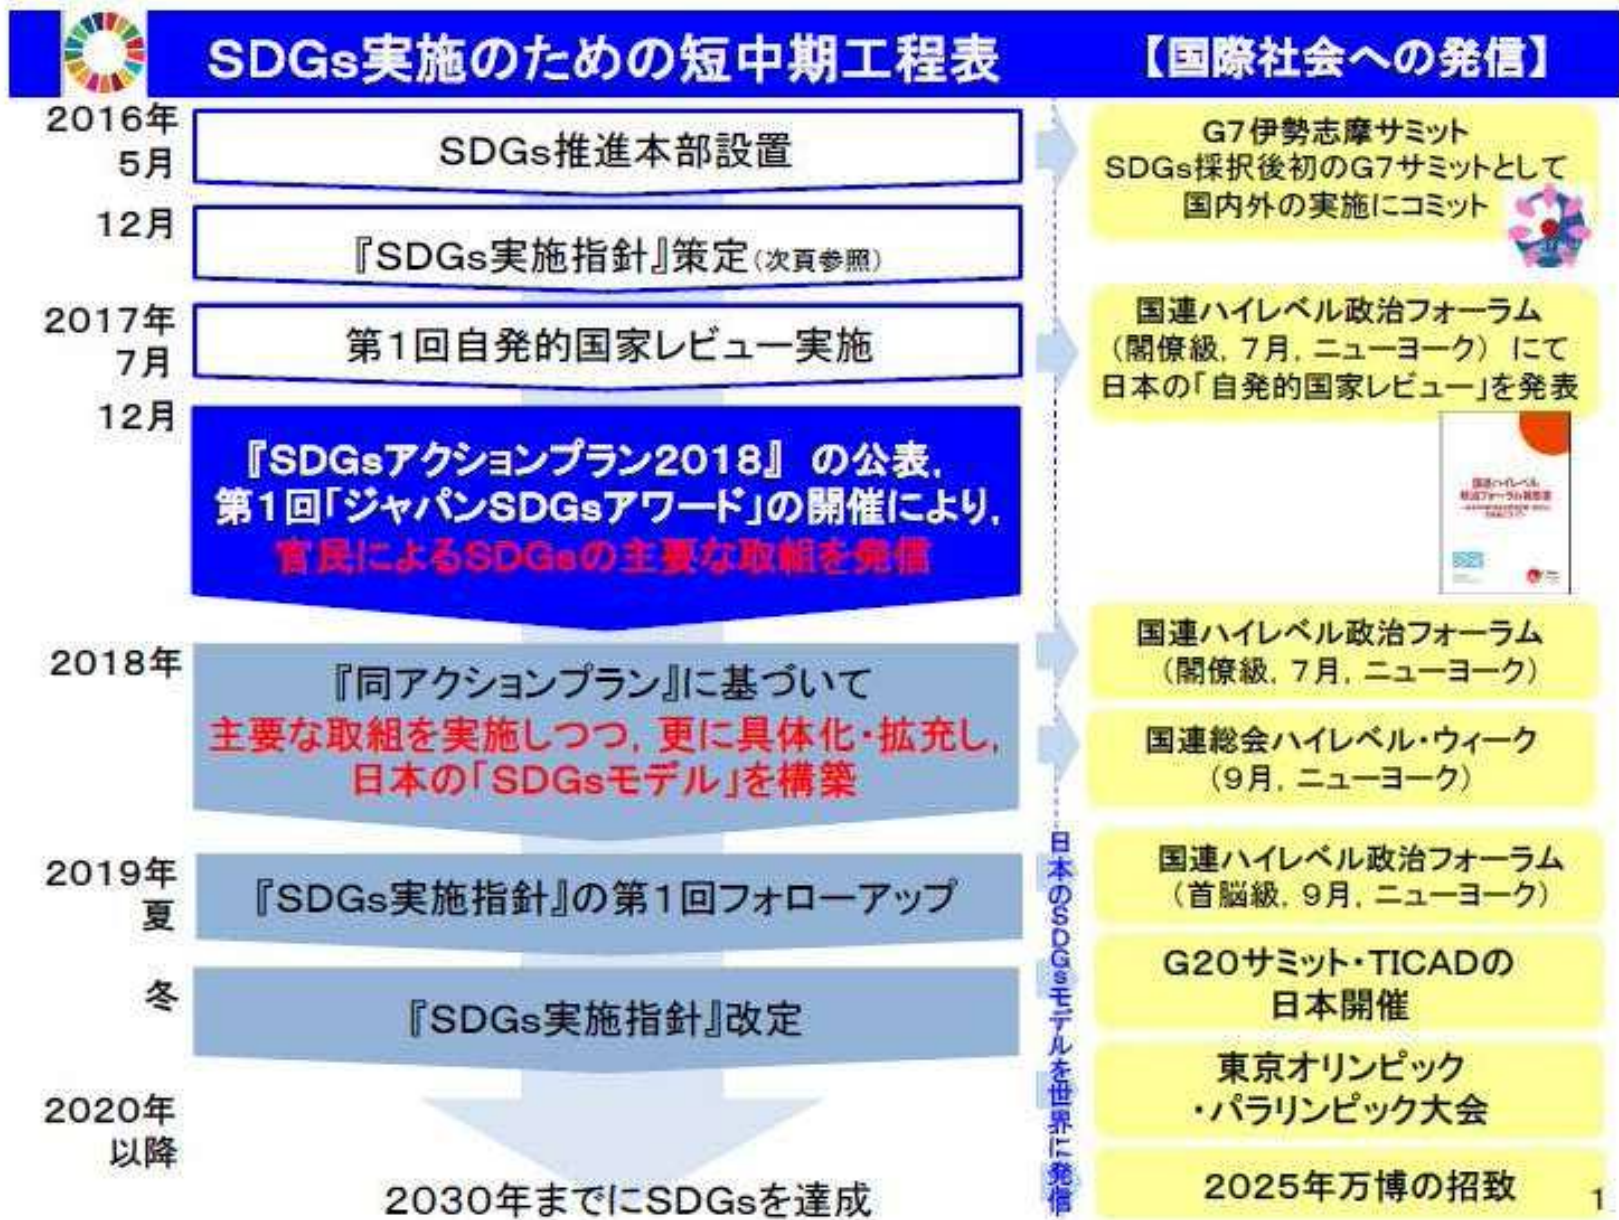 SDGs実施のための短中期工程表
【国際社会への発信】
2016年
5月
SDGs推進本部設置
G7伊勢志摩サミット
SDGs採択後初のG7サミットとして
国内外の実施にコミット
12月
『SDGs実施指針』策定(次頁参照)
2017年
7月
第1回自発的国家レビュー実施
国連ハイレベル政治フォーラム
(閣僚級, 7月, ニューヨーク) にて
日本の「自発的国家レビュー」を発表
12月
『SDGsアクションプラン2018』 の公表,
第1回「ジャパンSDGsアワード」の開催により,
官民によるSDGsの主要な取組を発信
国連ハイレベル
政治フォーラム報告書
2018年
『同アクションプラン』に基づいて
主要な取組を実施しつつ, 更に具体化・拡充し,
日本の「SDGsモデル」を構築
国連ハイレベル政治フォーラム
(閣僚級, 7月, ニューヨーク)
国連総会ハイレベル・ウィーク
(9月, ニューヨーク)
2019年
夏
『SDGs実施指針』の第1回フォローアップ
国連ハイレベル政治フォーラム
(首脳級, 9月, ニューヨーク)
冬
『SDGs実施指針』改定
G20サミット・TICADの
日本開催
2020年
以降
2030年までにSDGsを達成
東京オリンピック
・パラリンピック大会
2025年万博の招致
日本のSDGsモデルを世界に発信
1